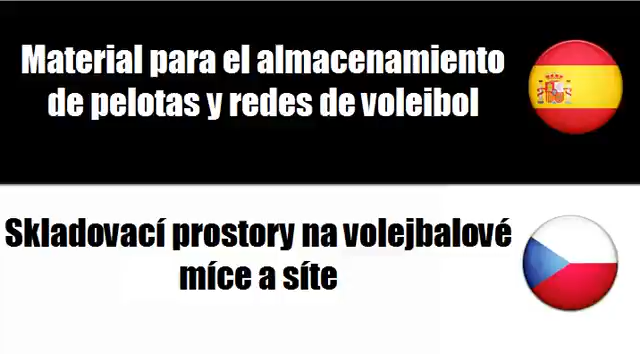 Material para el almacenamiento
de pelotas y redes de voleibol
Skladovací prostory na volejbalové
míce a síte